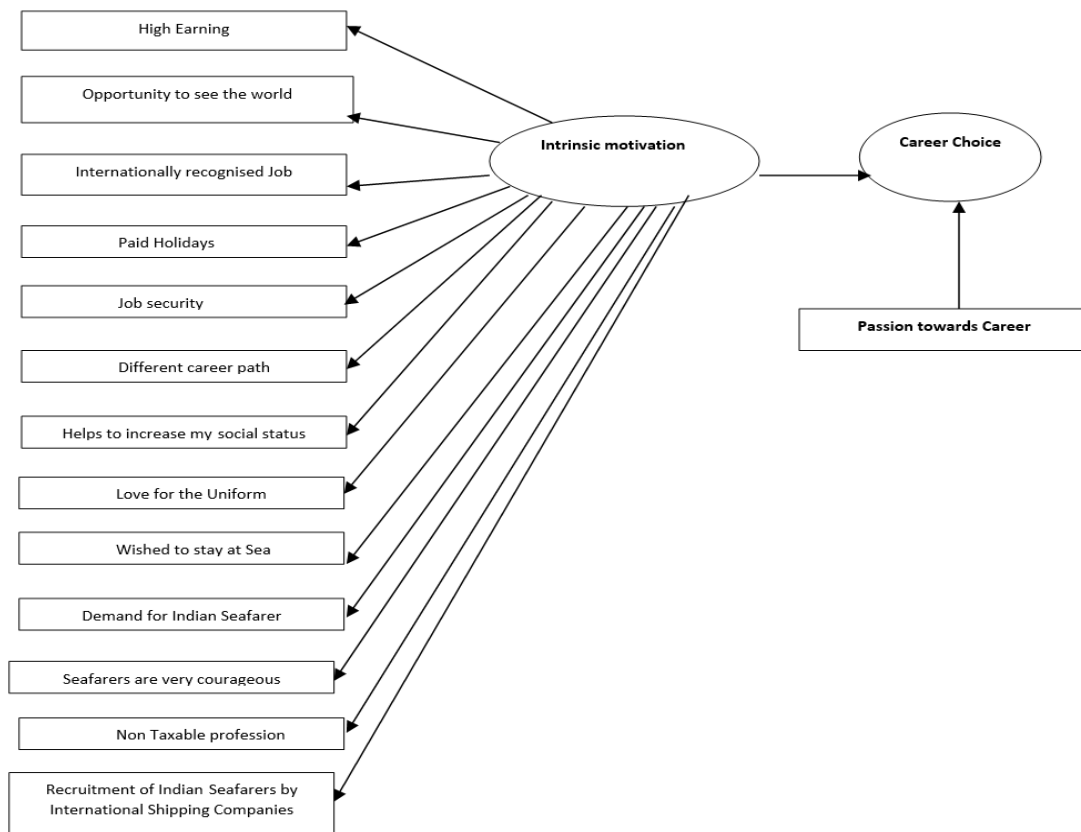 High Earning
Opportunity to see the world
Internationally recognised Job
Paid Holidays
Job security
Different career path
Helps to increase my social status
Love for the Uniform
Wished to stay at Sea
Demand for Indian Seafarer
Seafarers are very courageous
Non Taxable profession
Recruitment of Indian Seafarers by
International Shipping Companies
Intrinsic motivation
Career Choice
Passion towards Career